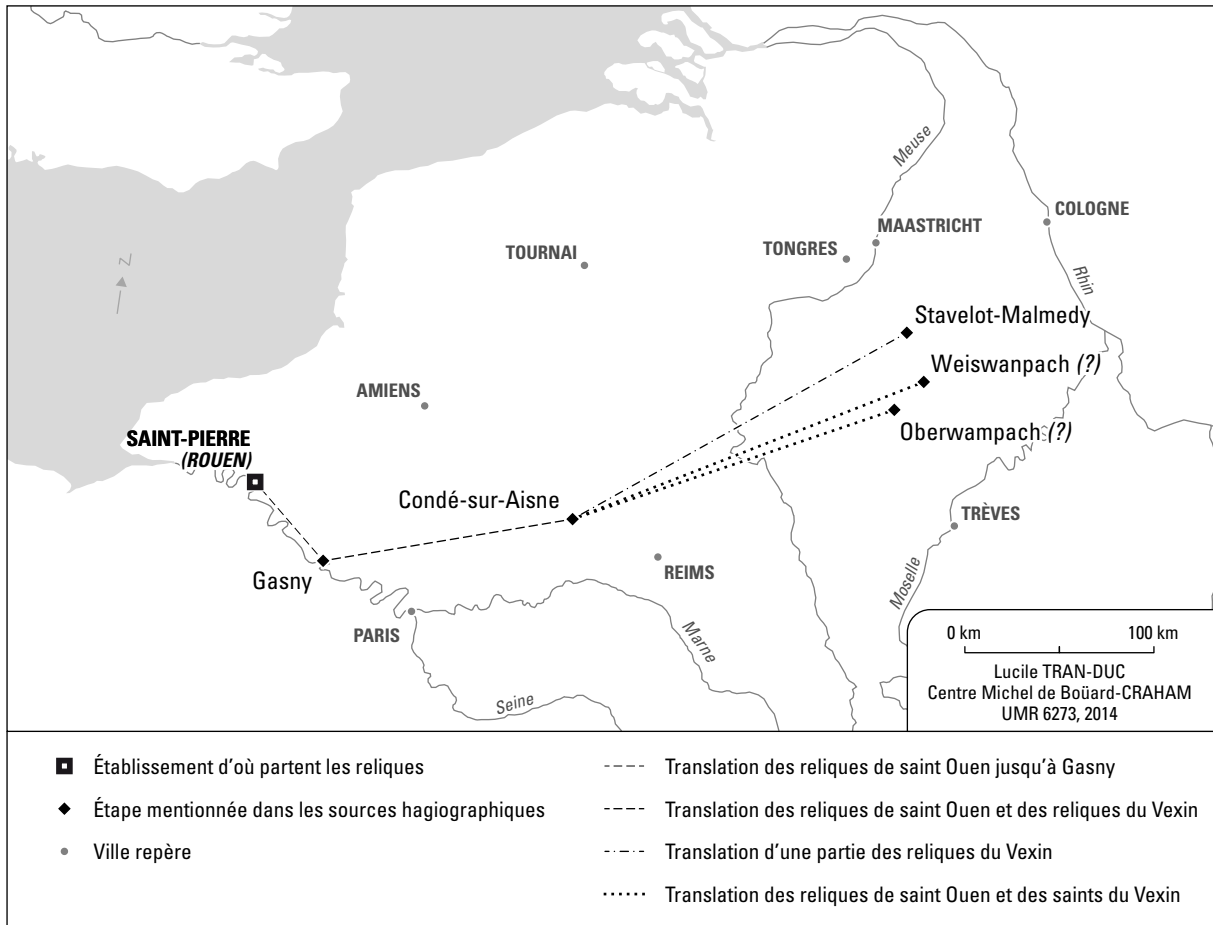 Meuse
COLOGNE
MAASTRICHT
TONGRES
TOURNAI
N
Rhin
Stavelot-Malmedy
Weiswanpach (?)
AMIENS
Oberwampach (?)
SAINT-PIERRE
(ROUEN)
Condé-sur-Aisne
TRÈVES
REIMS
Gasny
Moselle
PARIS
Marne
Seine
0 km 100 km
Lucile TRAN-DUC
Centre Michel de Boüard-CRAHAM
UMR 6273, 2014
Établissement d'où partent les reliques
Étape mentionnée dans les sources hagiographiques
Ville repère
Translation des reliques de saint Ouen jusqu'à Gasny
Translation des reliques de saint Ouen et des reliques du Vexin
Translation d'une partie des reliques du Vexin
Translation des reliques de saint Ouen et des saints du Vexin